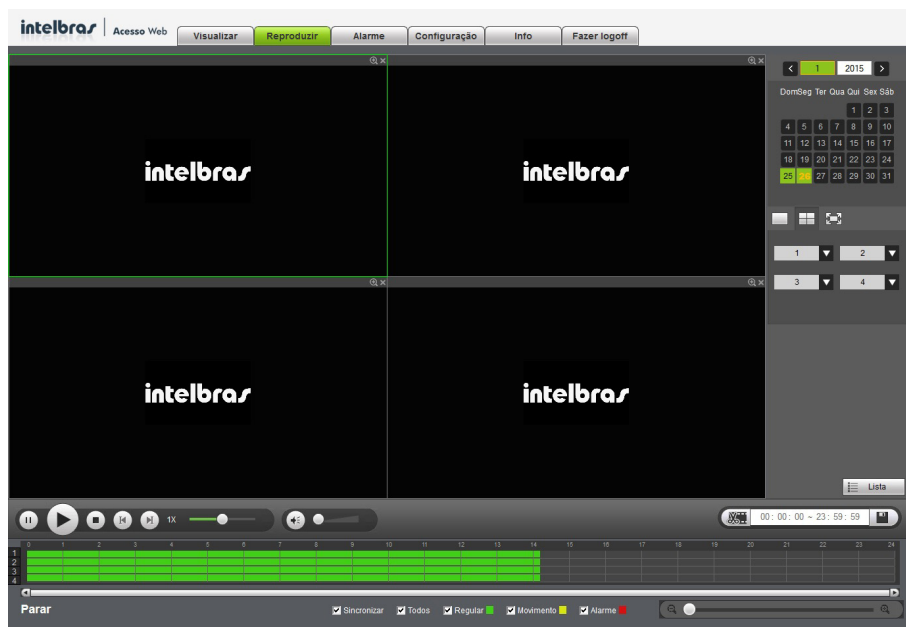 intelbras Acesso Web Visualizar Reproduzir Alarme Configuração Info Fazer logoff
1 2015
Dom Seg Ter Qua Qui Sex Sáb
1 2 3
4 5 6 7 8 9 10
11 12 13 14 15 16 17
18 19 20 21 22 23 24
25 26 27 28 29 30 31
intelbras intelbras
1 2
3 4
intelbras intelbras
Lista
1X 00: 00: 00 ~ 23: 59: 59
0 1 2 3 4 5 6 7 8 9 10 11 12 13 14 15 16 17 18 19 20 21 22 23 24
1
2
3
4
Parar Sincronizar Todos Regular Movimento Alarme